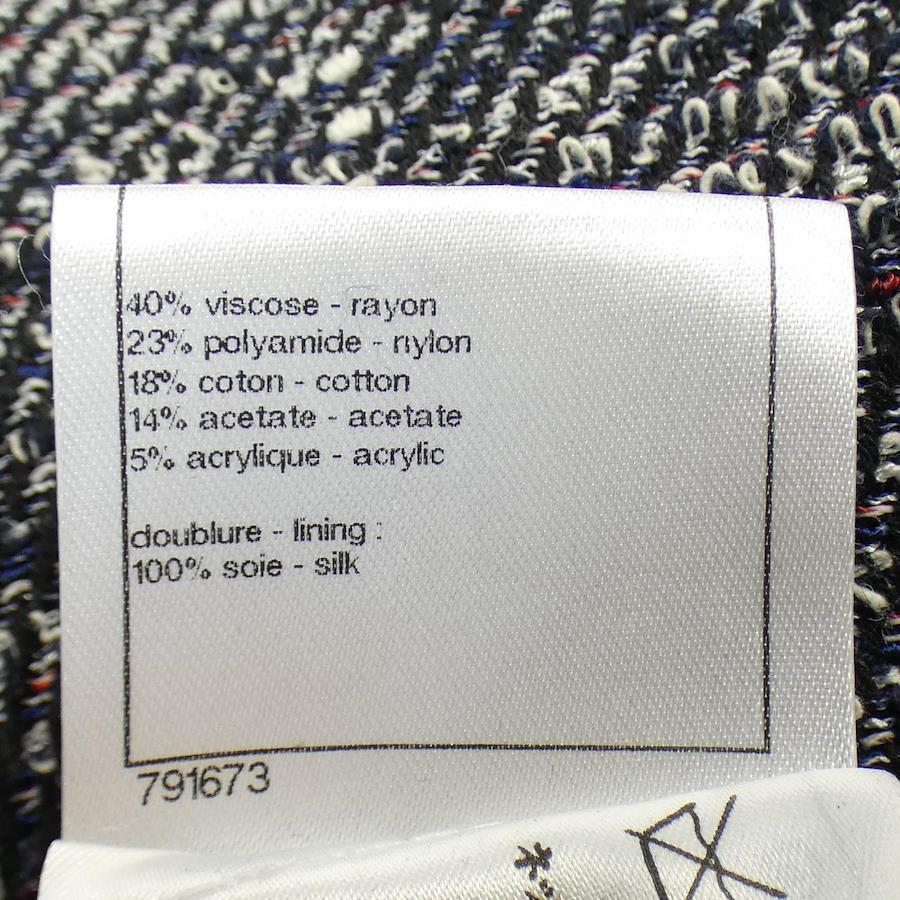 40% viscose - rayon
23% polyamide - nylon
18% coton - cotton
14% acetate - acetate
5% acrylique - acrylic
doublure - lining :
100% soie - silk
791673